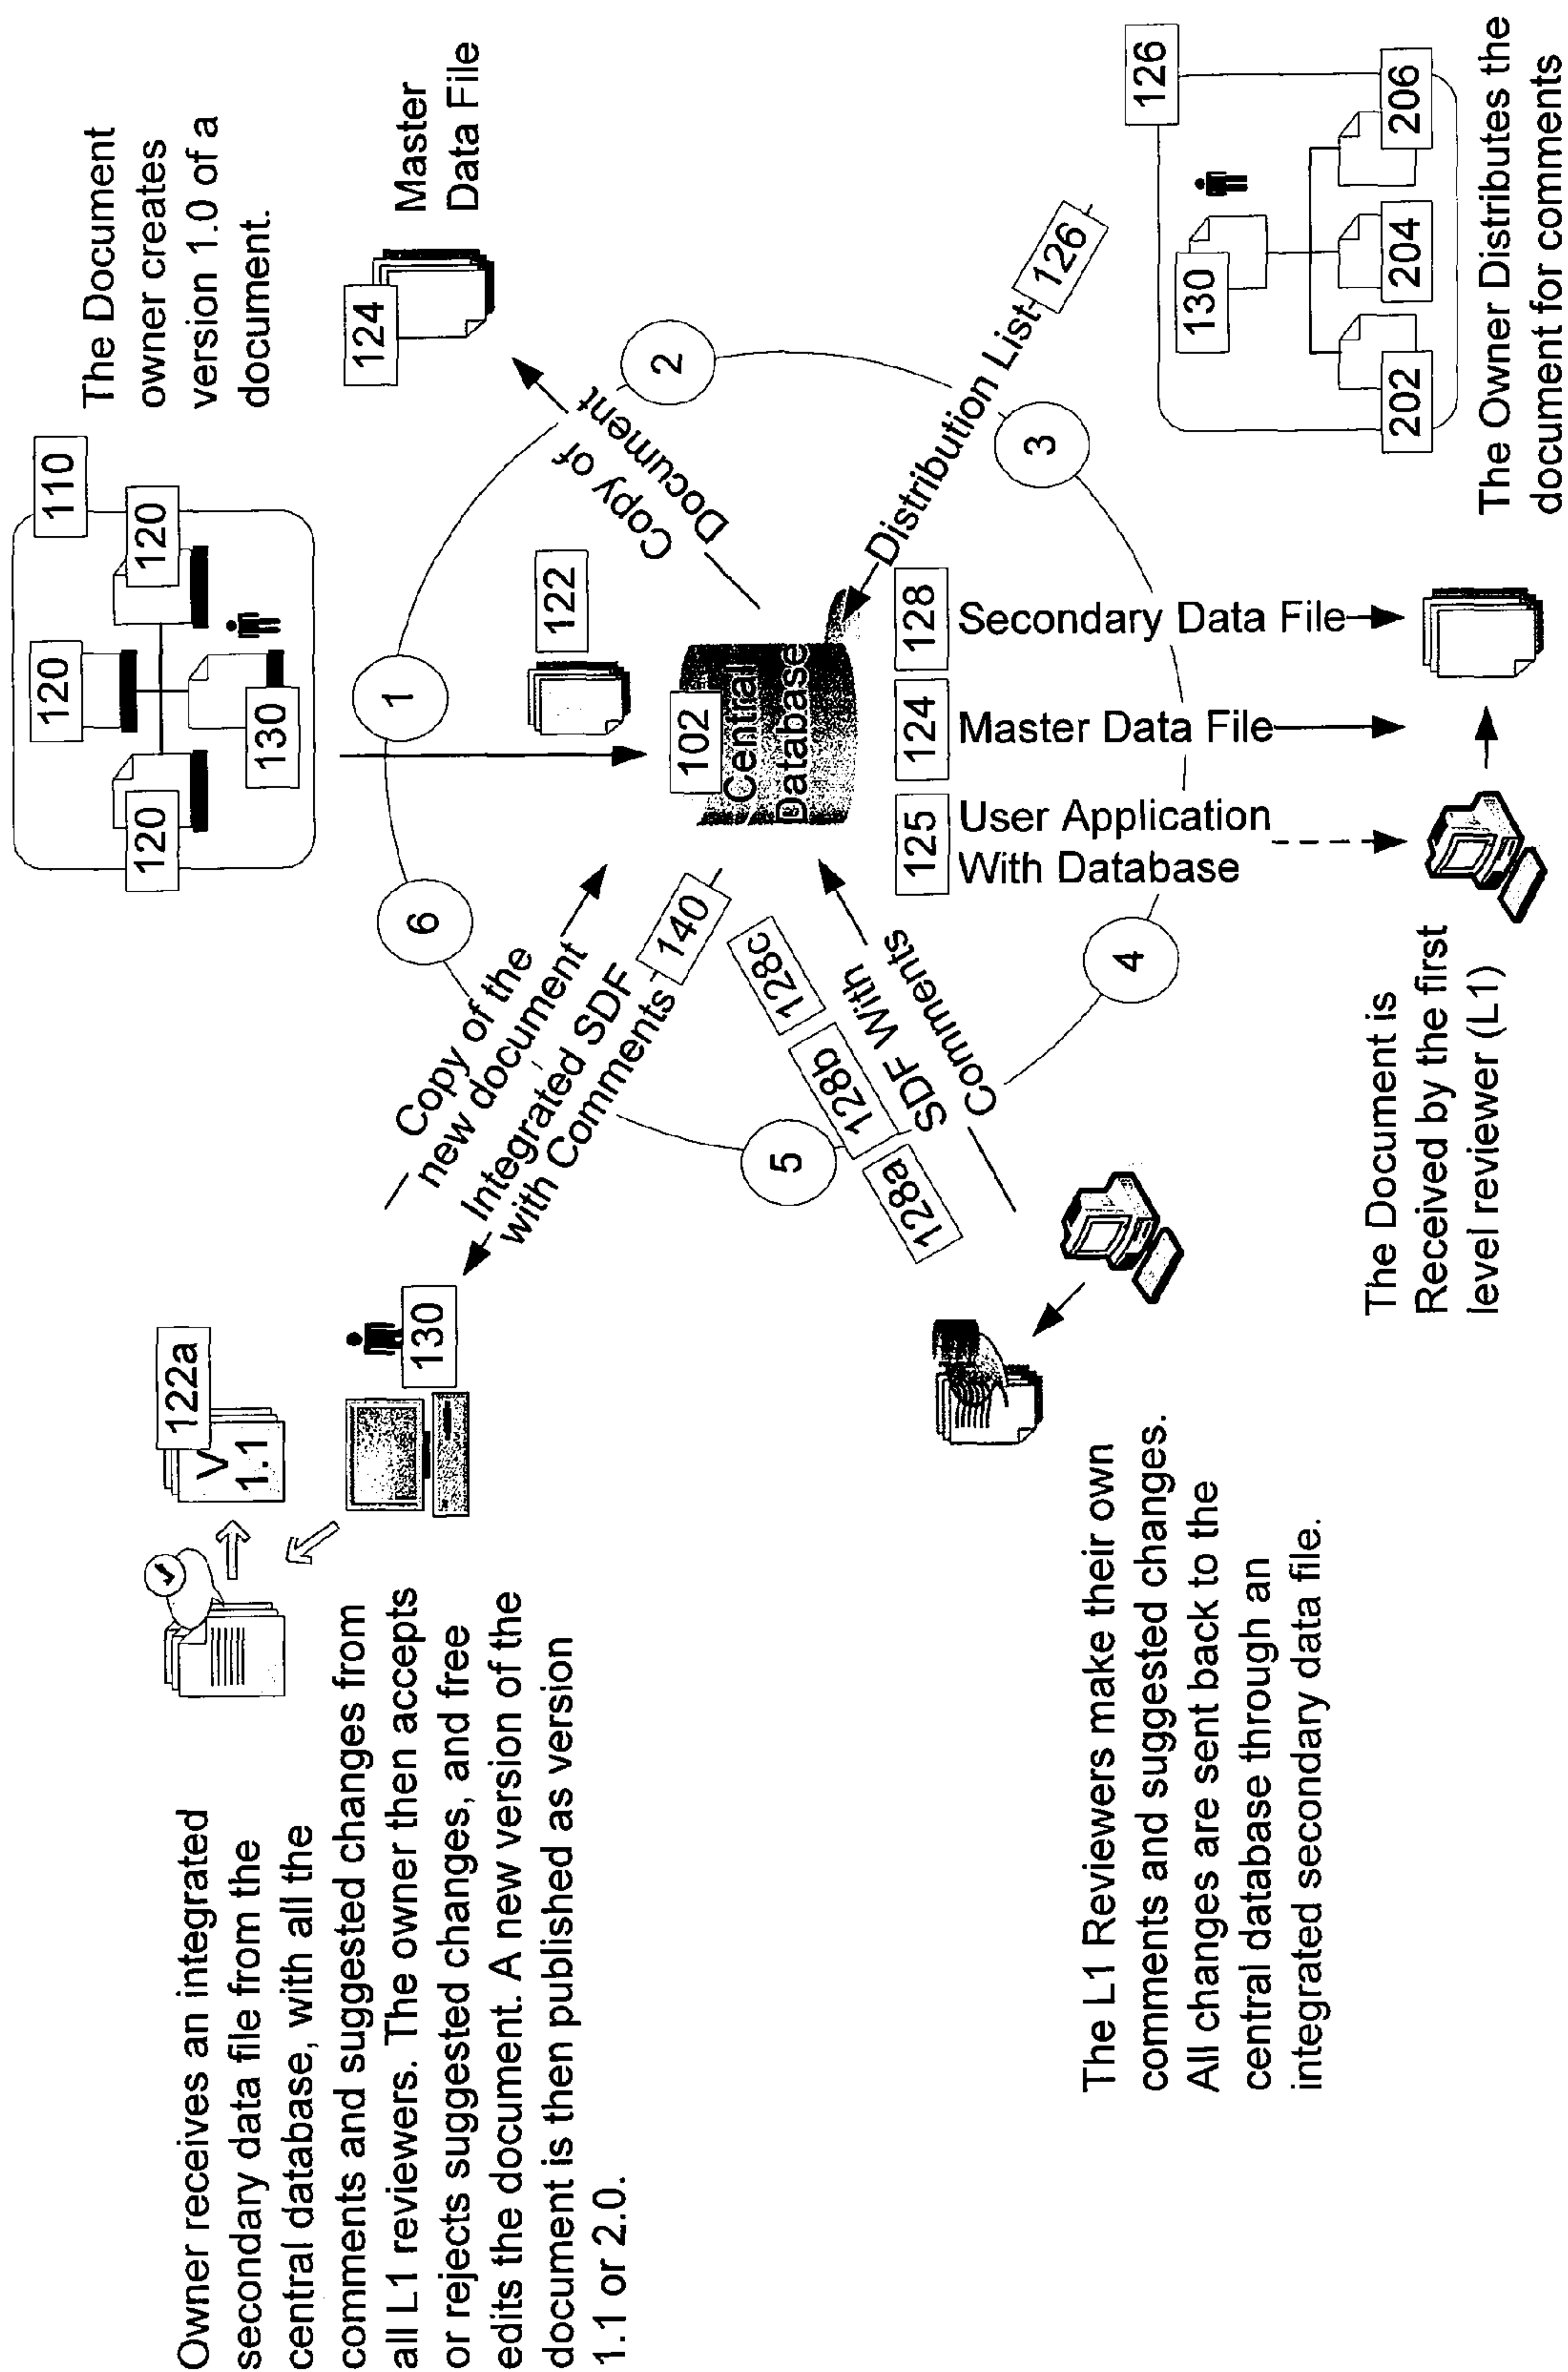 110
120
120
120
130
The Document
owner creates
version 1.0 of a
document.
1
122
102
Central
Database
Copy of
Document
2
124
Master
Data File
Distribution List
126
3
126
130
202
204
206
The Owner Distributes the
document for comments
128
Secondary Data File
124
Master Data File
125
User Application
With Database
4
The Document is
Received by the first
level reviewer (L1)
SDF With
Comments
128a
128b
128c
5
The L1 Reviewers make their own
comments and suggested changes.
All changes are sent back to the
central database through an
integrated secondary data file.
Integrated SDF
with Comments
140
Copy of the
new document
6
130
V
1.1
122a
Owner receives an integrated
secondary data file from the
central database, with all the
comments and suggested changes from
all L1 reviewers. The owner then accepts
or rejects suggested changes, and free
edits the document. A new version of the
document is then published as version
1.1 or 2.0.